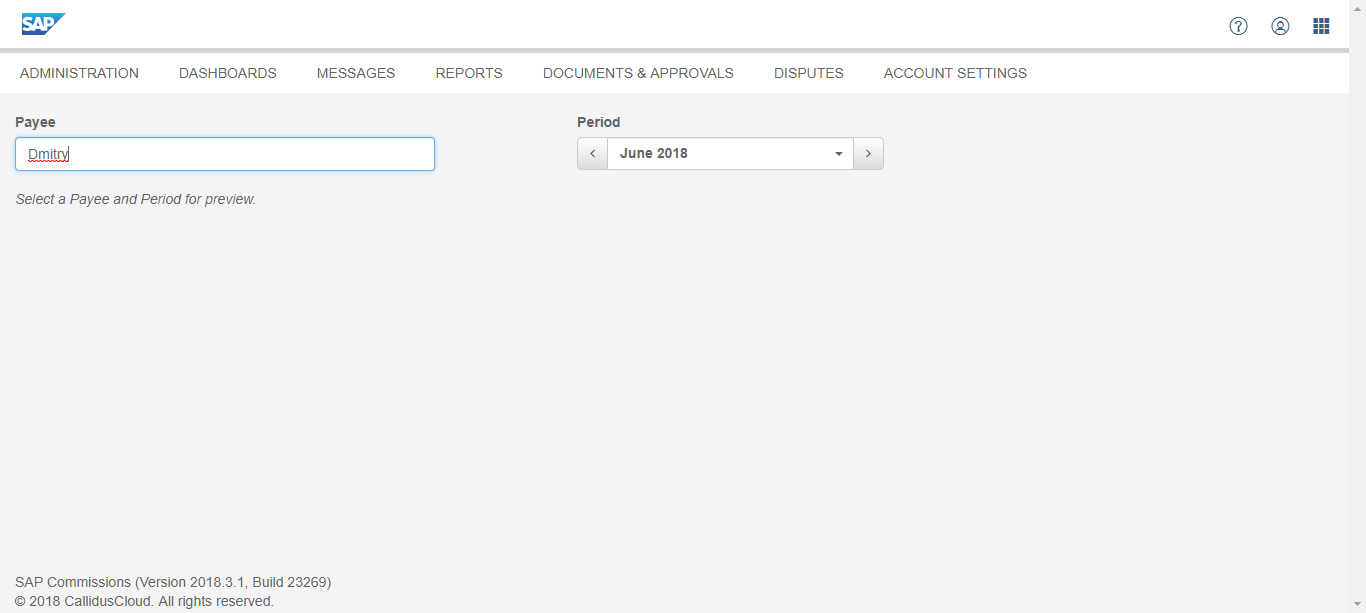 SAP
ADMINISTRATION DASHBOARDS MESSAGES REPORTS DOCUMENTS & APPROVALS DISPUTES ACCOUNT SETTINGS
Payee Period
Dmitry June 2018
Select a Payee and Period for preview.
SAP Commissions (Version 2018.3.1, Build 23269)
© 2018 CallidusCloud. All rights reserved.